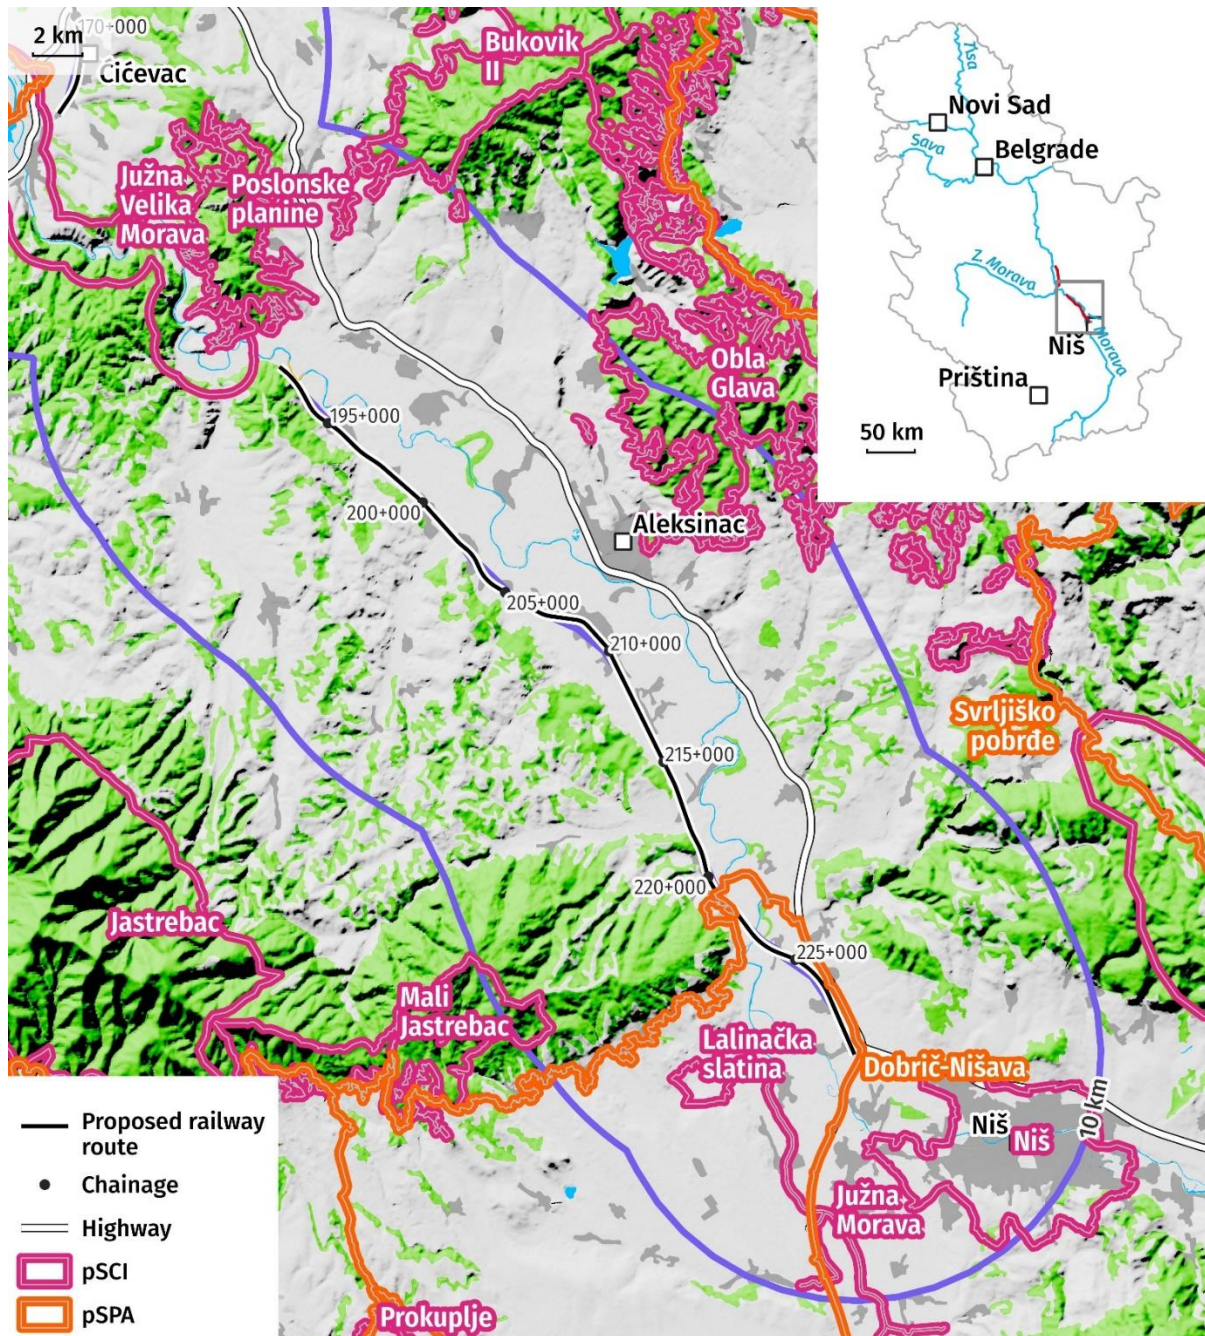 170+000
2 km
Ćićevac
Bukovik
II
Južna
Velika
Morava
Poslonske
planine
Obla
Glava
195+000
200+000
Aleksinac
205+000
210+000
215+000
Svrljiško
pobrđe
220+000
225+000
Jastrebac
Mali
Jastrebac
Lalinačka
slatina
Dobrič-Nišava
Niš
Niš
10 km
Južna
Morava
Prokuplje
Tisa
Novi Sad
Sava
Belgrade
Z. Morava
Niš
J. Morava
Priština
50 km
Proposed railway
route
Chainage
Highway
pSCI
pSPA